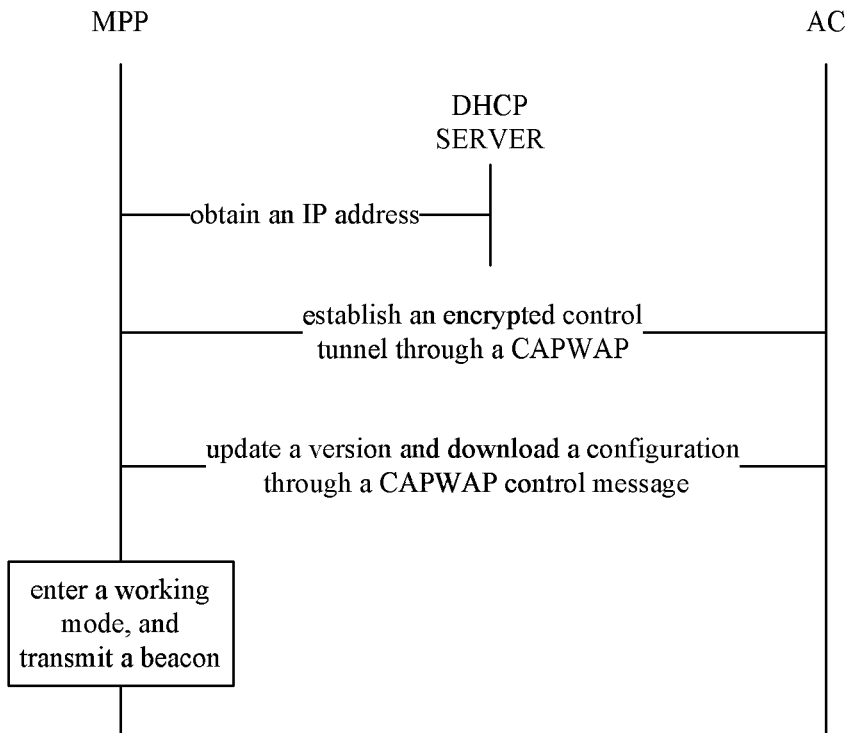 MPP
AC
DHCP
SERVER
obtain an IP address
establish an encrypted control
tunnel through a CAPWAP
update a version and download a configuration
through a CAPWAP control message
enter a working
mode, and
transmit a beacon